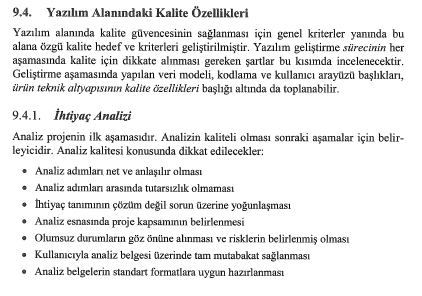 9.4. Yazılım Alanındaki Kalite Özellikleri
Yazılım alanında kalite güvencesinin sağlanması için genel kriterler yanında bu
alana özgü kalite hedef ve kriterleri geliştirilmiştir. Yazılım geliştirme sürecinin her
aşamasında kalite için dikkate alınması gereken şartlar bu kısımda incelenecektir.
Geliştirme aşamasında yapılan veri modeli, kodlama ve kullanıcı arayüzü başlıkları,
ürün teknik altyapısının kalite özellikleri başlığı altında da toplanabilir.
9.4.1. İhtiyaç Analizi
Analiz projenin ilk aşamasıdır. Analizin kaliteli olması sonraki aşamalar için belir-
leyicidir. Analiz kalitesi konusunda dikkat edilecekler:
• Analiz adımları net ve anlaşılır olması
• Analiz adımları arasında tutarsızlık olmaması
• İhtiyaç tanımının çözüm değil sorun üzerine yoğunlaşması
• Analiz esnasında proje kapsamının belirlenmesi
• Olumsuz durumların göz önüne alınması ve risklerin belirlenmiş olması
• Kullanıcıyla analiz belgesi üzerinde tam mutabakat sağlanması
• Analiz belgelerin standart formatlara uygun hazırlanması